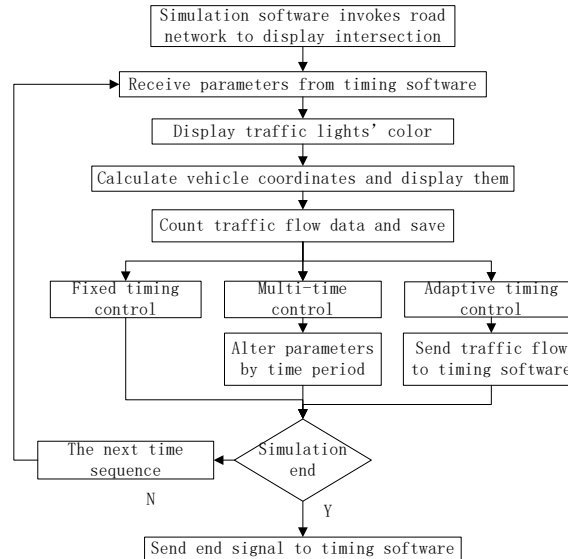 Simulation software invokes road
network to display intersection
Receive parameters from timing software
Display traffic lights' color
Calculate vehicle coordinates and display them
Count traffic flow data and save
Fixed timing
control
Multi-time
control
Adaptive timing
control
Alter parameters
by time period
Send traffic flow
to timing software
Simulation
end
The next time
sequence
N
Y
Send end signal to timing software